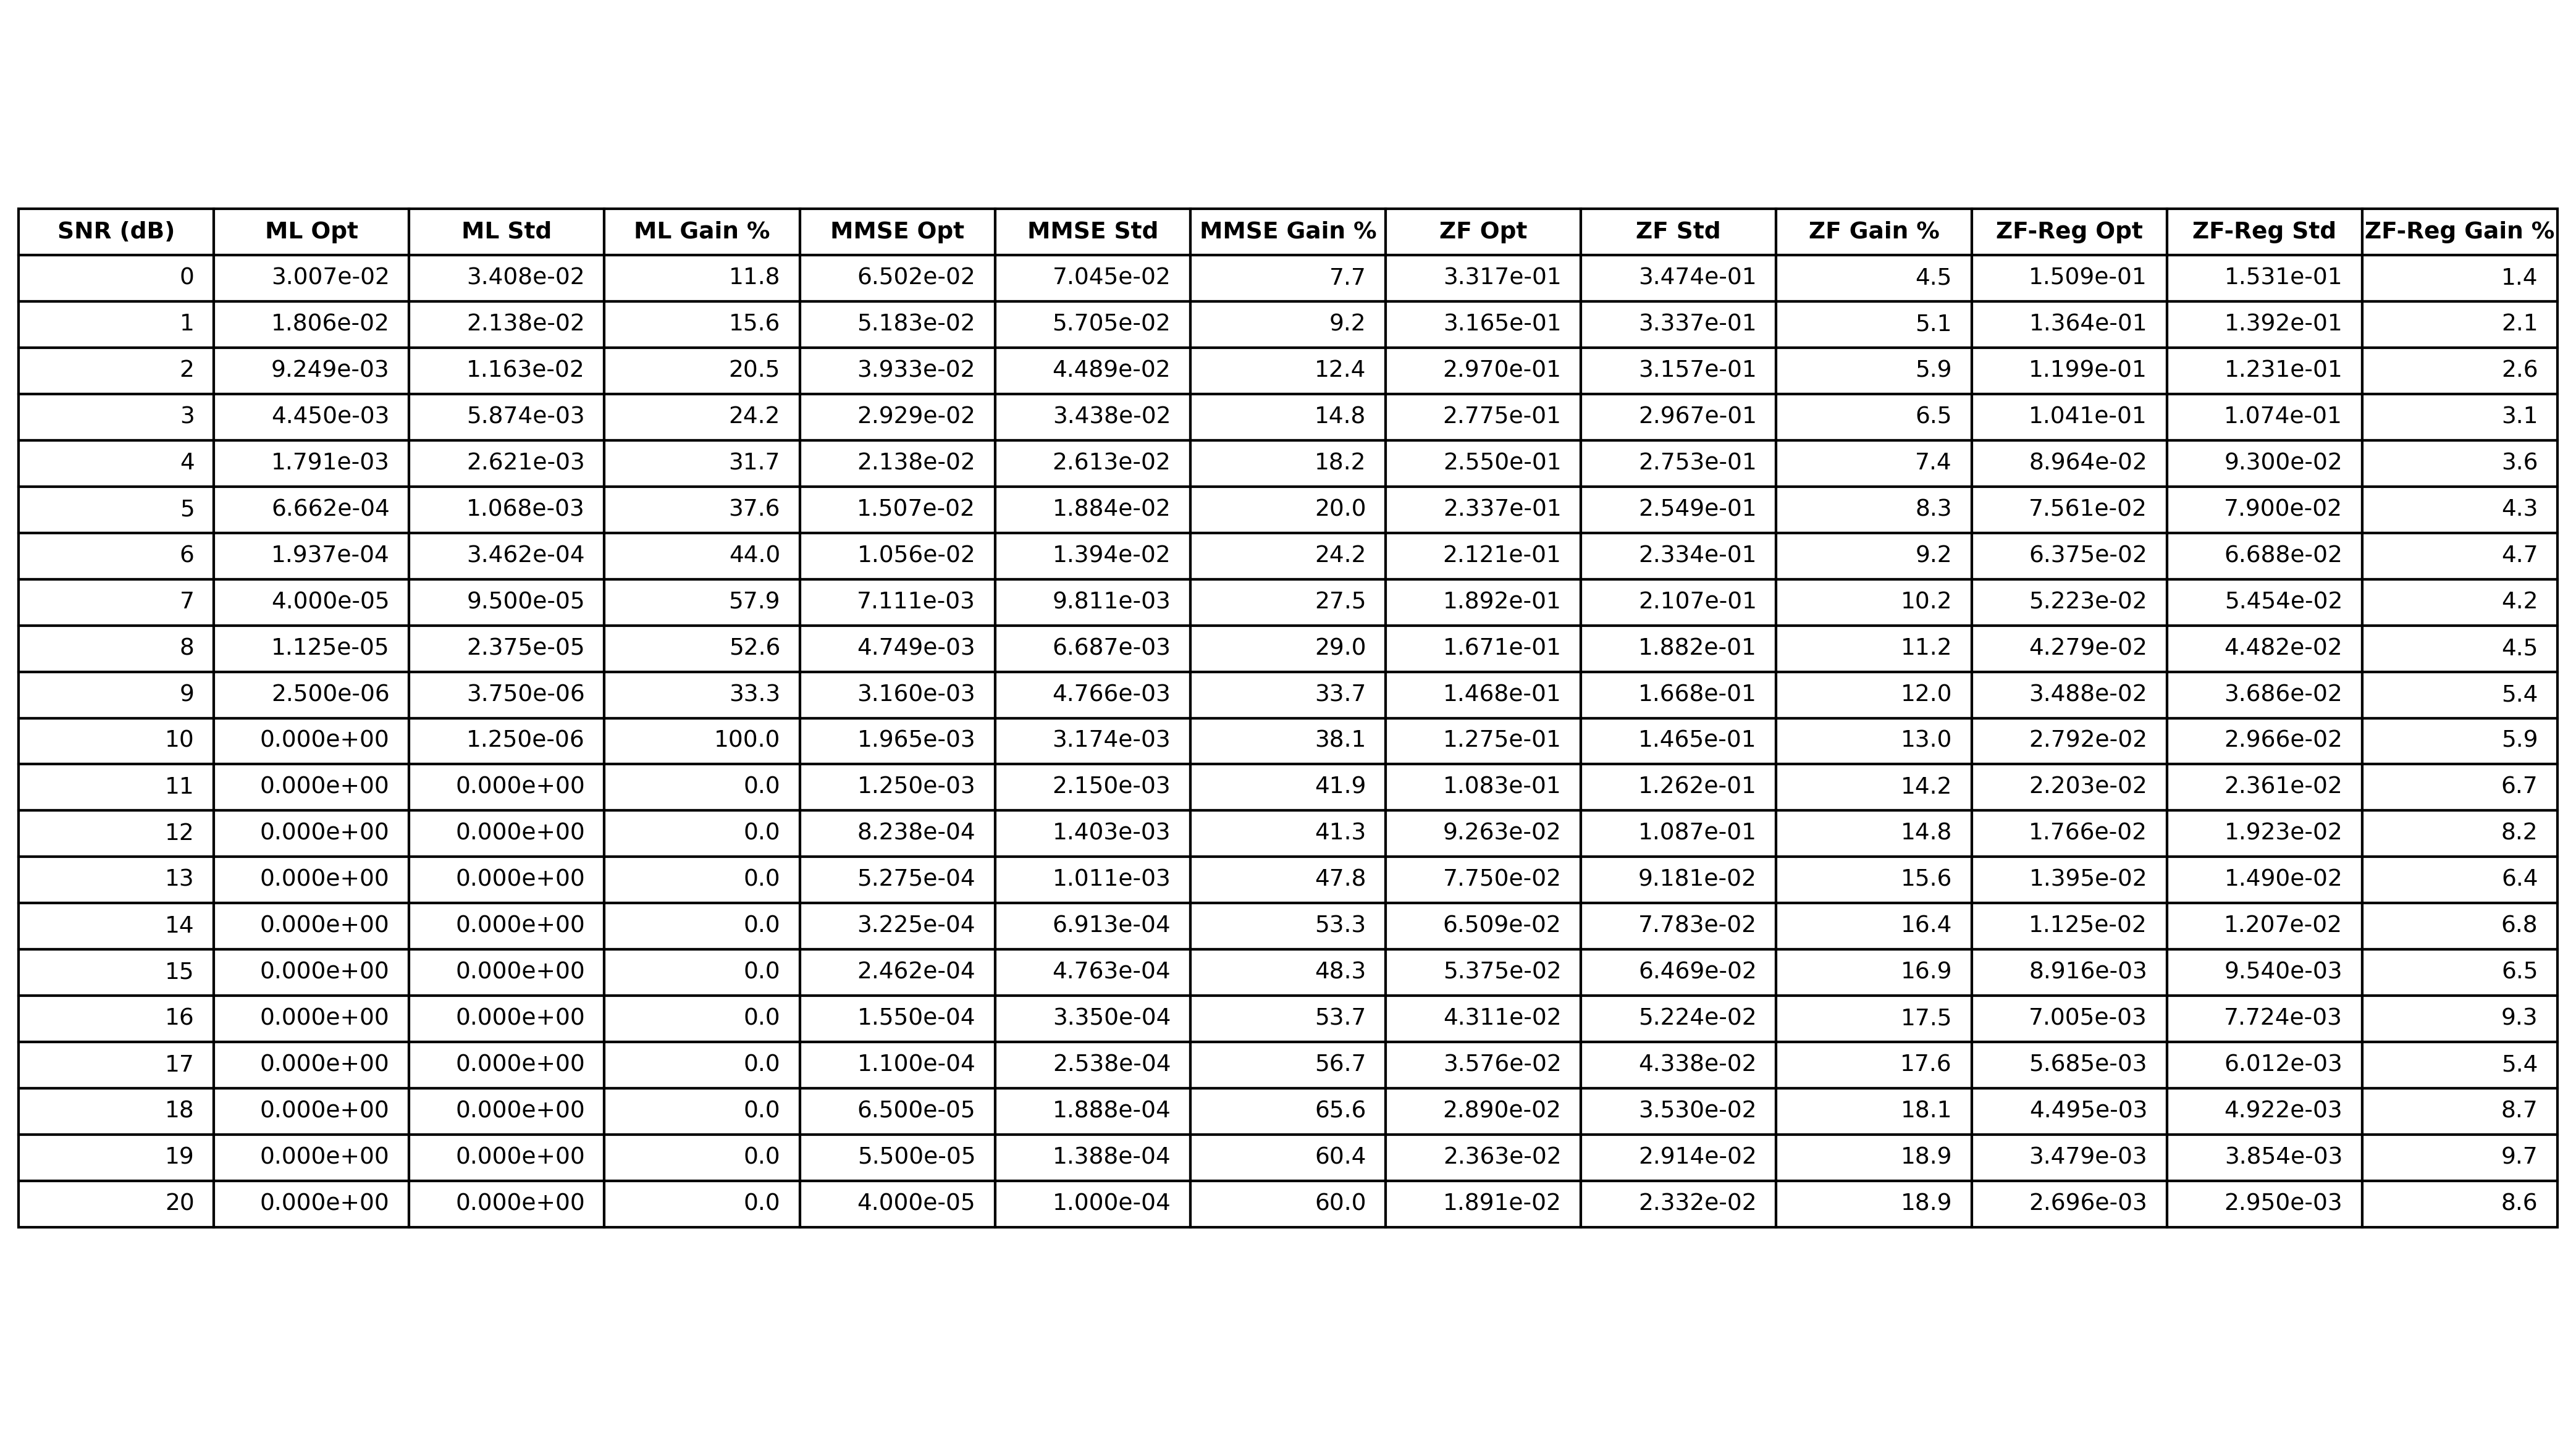 SNR (dB) ML Opt ML Std ML Gain % MMSE Opt MMSE Std MMSE Gain % ZF Opt ZF Std ZF Gain % ZF-Reg Opt ZF-Reg Std ZF-Reg Gain %
0 3.007e-02 3.408e-02 11.8 6.502e-02 7.045e-02 7.7 3.317e-01 3.474e-01 4.5 1.509e-01 1.531e-01 1.4
1 1.806e-02 2.138e-02 15.6 5.183e-02 5.705e-02 9.2 3.165e-01 3.337e-01 5.1 1.364e-01 1.392e-01 2.1
2 9.249e-03 1.163e-02 20.5 3.933e-02 4.489e-02 12.4 2.970e-01 3.157e-01 5.9 1.199e-01 1.231e-01 2.6
3 4.450e-03 5.874e-03 24.2 2.929e-02 3.438e-02 14.8 2.775e-01 2.967e-01 6.5 1.041e-01 1.074e-01 3.1
4 1.791e-03 2.621e-03 31.7 2.138e-02 2.613e-02 18.2 2.550e-01 2.753e-01 7.4 8.964e-02 9.300e-02 3.6
5 6.662e-04 1.068e-03 37.6 1.507e-02 1.884e-02 20.0 2.337e-01 2.549e-01 8.3 7.561e-02 7.900e-02 4.3
6 1.937e-04 3.462e-04 44.0 1.056e-02 1.394e-02 24.2 2.121e-01 2.334e-01 9.2 6.375e-02 6.688e-02 4.7
7 4.000e-05 9.500e-05 57.9 7.111e-03 9.811e-03 27.5 1.892e-01 2.107e-01 10.2 5.223e-02 5.454e-02 4.2
8 1.125e-05 2.375e-05 52.6 4.749e-03 6.687e-03 29.0 1.671e-01 1.882e-01 11.2 4.279e-02 4.482e-02 4.5
9 2.500e-06 3.750e-06 33.3 3.160e-03 4.766e-03 33.7 1.468e-01 1.668e-01 12.0 3.488e-02 3.686e-02 5.4
10 0.000e+00 1.250e-06 100.0 1.965e-03 3.174e-03 38.1 1.275e-01 1.465e-01 13.0 2.792e-02 2.966e-02 5.9
11 0.000e+00 0.000e+00 0.0 1.250e-03 2.150e-03 41.9 1.083e-01 1.262e-01 14.2 2.203e-02 2.361e-02 6.7
12 0.000e+00 0.000e+00 0.0 8.238e-04 1.403e-03 41.3 9.263e-02 1.087e-01 14.8 1.766e-02 1.923e-02 8.2
13 0.000e+00 0.000e+00 0.0 5.275e-04 1.011e-03 47.8 7.750e-02 9.181e-02 15.6 1.395e-02 1.490e-02 6.4
14 0.000e+00 0.000e+00 0.0 3.225e-04 6.913e-04 53.3 6.509e-02 7.783e-02 16.4 1.125e-02 1.207e-02 6.8
15 0.000e+00 0.000e+00 0.0 2.462e-04 4.763e-04 48.3 5.375e-02 6.469e-02 16.9 8.916e-03 9.540e-03 6.5
16 0.000e+00 0.000e+00 0.0 1.550e-04 3.350e-04 53.7 4.311e-02 5.224e-02 17.5 7.005e-03 7.724e-03 9.3
17 0.000e+00 0.000e+00 0.0 1.100e-04 2.538e-04 56.7 3.576e-02 4.338e-02 17.6 5.685e-03 6.012e-03 5.4
18 0.000e+00 0.000e+00 0.0 6.500e-05 1.888e-04 65.6 2.890e-02 3.530e-02 18.1 4.495e-03 4.922e-03 8.7
19 0.000e+00 0.000e+00 0.0 5.500e-05 1.388e-04 60.4 2.363e-02 2.914e-02 18.9 3.479e-03 3.854e-03 9.7
20 0.000e+00 0.000e+00 0.0 4.000e-05 1.000e-04 60.0 1.891e-02 2.332e-02 18.9 2.696e-03 2.950e-03 8.6